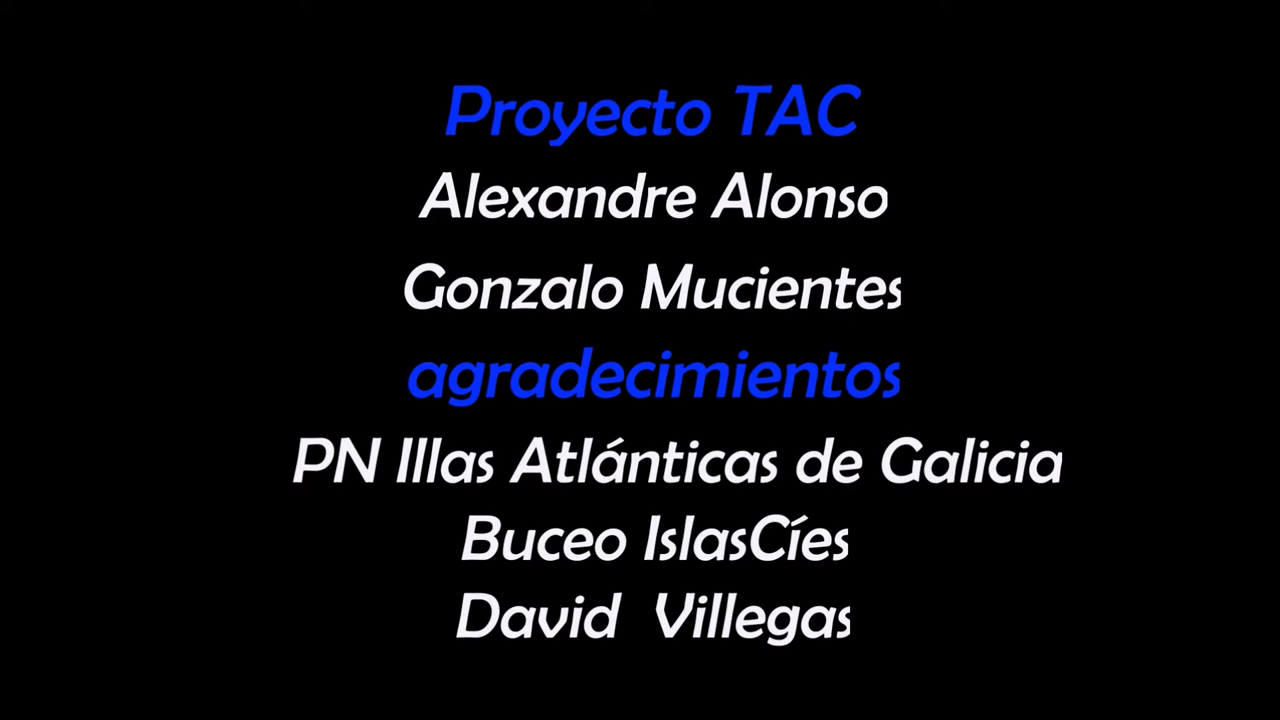 Proyecto TAC
Alexandre Alonso
Gonzalo Mucientes
agradecimientos
PN Illas Atlánticas de Galicia
Buceo IslasCíes
David Villegas